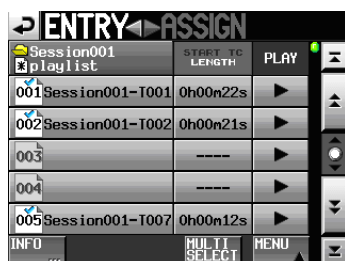 ENTRY ASSIGN
Session001
playlist
START TC
LENGTH
PLAY
001 Session001-T001 0h00m22s
002 Session001-T002 0h00m21s
003 ----
004 ----
005 Session001-T007 0h00m12s
INFO
MULTI
SELECT
MENU